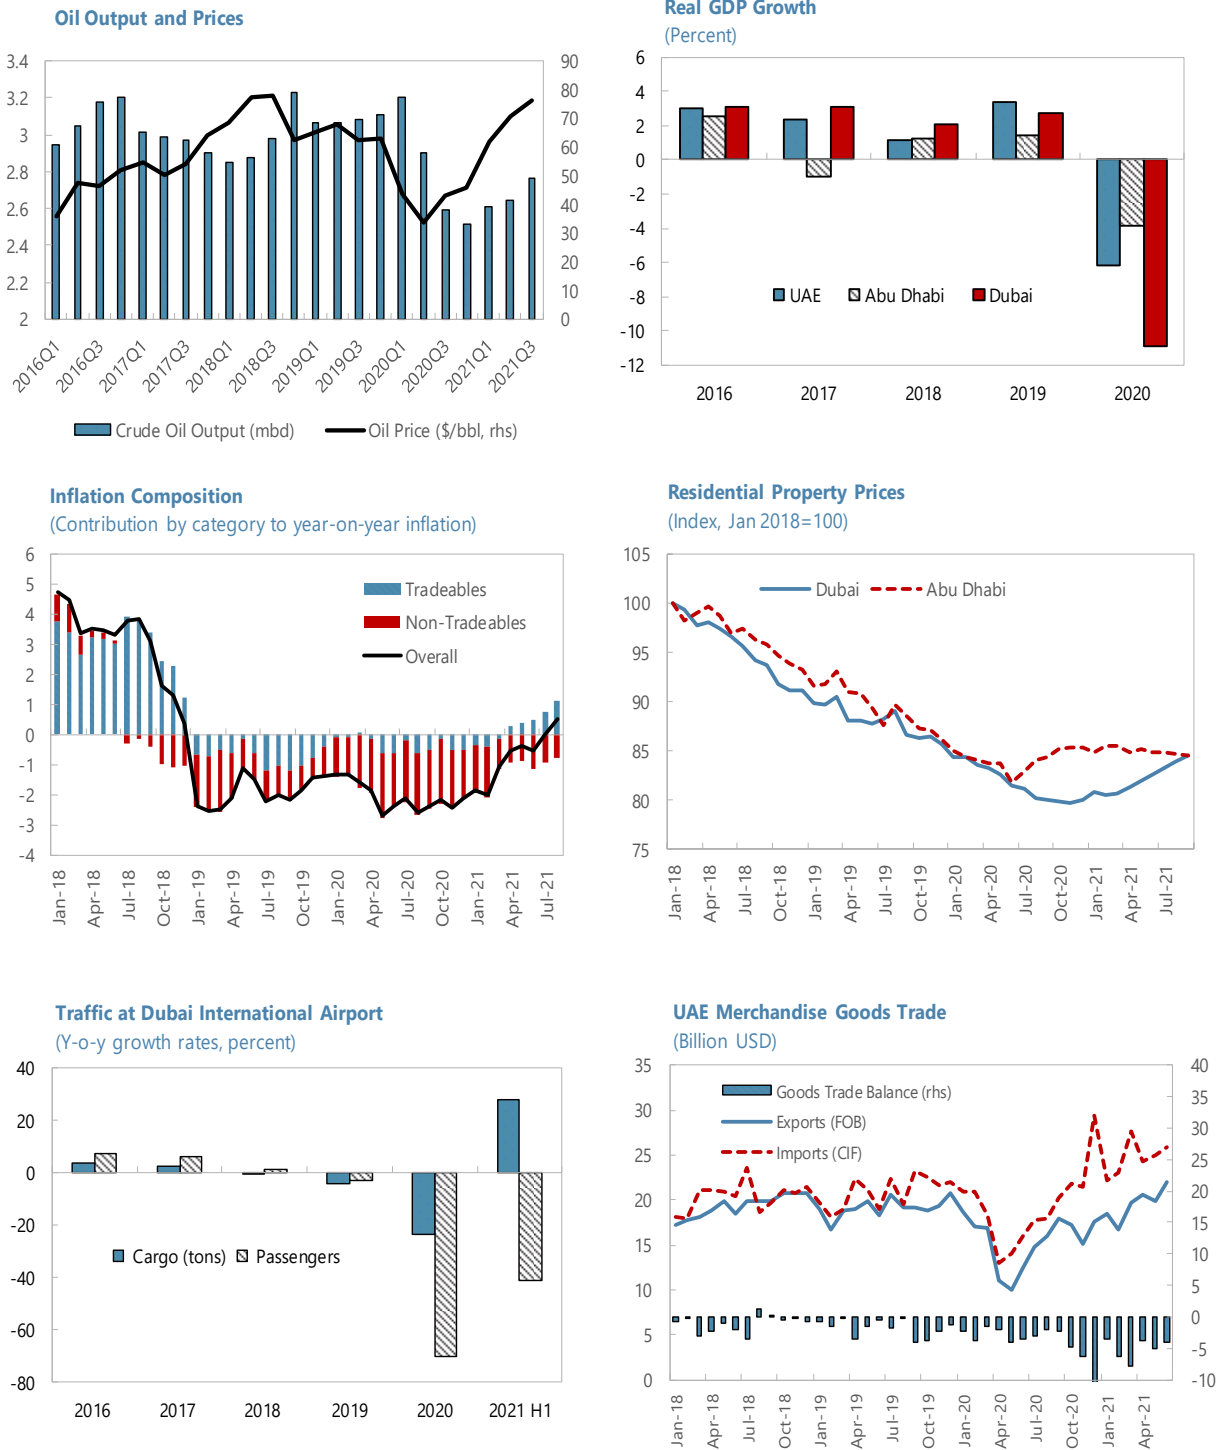 Oil Output and Prices
3.4
3.2
3
2.8
2.6
2.4
2.2
2
90
80
70
60
50
40
30
20
10
0
2016Q1
2016Q3
2017Q1
2017Q3
2018Q1
2018Q3
2019Q1
2019Q3
2020Q1
2020Q3
2021Q1
2021Q3
Crude Oil Output (mbd)
Oil Price ($/bbl, rhs)
Real GDP Growth
(Percent)
6
4
2
0
-2
-4
-6
-8
-10
-12
UAE
Abu Dhabi
Dubai
2016
2017
2018
2019
2020
Inflation Composition
(Contribution by category to year-on-year inflation)
6
5
4
3
2
1
0
-1
-2
-3
-4
Tradeables
Non-Tradeables
Overall
Jan-18
Apr-18
Jul-18
Oct-18
Jan-19
Apr-19
Jul-19
Oct-19
Jan-20
Apr-20
Jul-20
Oct-20
Jan-21
Apr-21
Jul-21
Residential Property Prices
(Index, Jan 2018=100)
105
100
95
90
85
80
75
Dubai
Abu Dhabi
Jan-18
Apr-18
Jul-18
Oct-18
Jan-19
Apr-19
Jul-19
Oct-19
Jan-20
Apr-20
Jul-20
Oct-20
Jan-21
Apr-21
Jul-21
Traffic at Dubai International Airport
(Y-o-y growth rates, percent)
40
20
0
-20
-40
-60
-80
Cargo (tons)
Passengers
2016
2017
2018
2019
2020
2021 H1
UAE Merchandise Goods Trade
(Billion USD)
35
30
25
20
15
10
5
0
40
35
30
25
20
15
10
5
0
-5
-10
Goods Trade Balance (rhs)
Exports (FOB)
Imports (CIF)
Jan-18
Apr-18
Jul-18
Oct-18
Jan-19
Apr-19
Jul-19
Oct-19
Jan-20
Apr-20
Jul-20
Oct-20
Jan-21
Apr-21